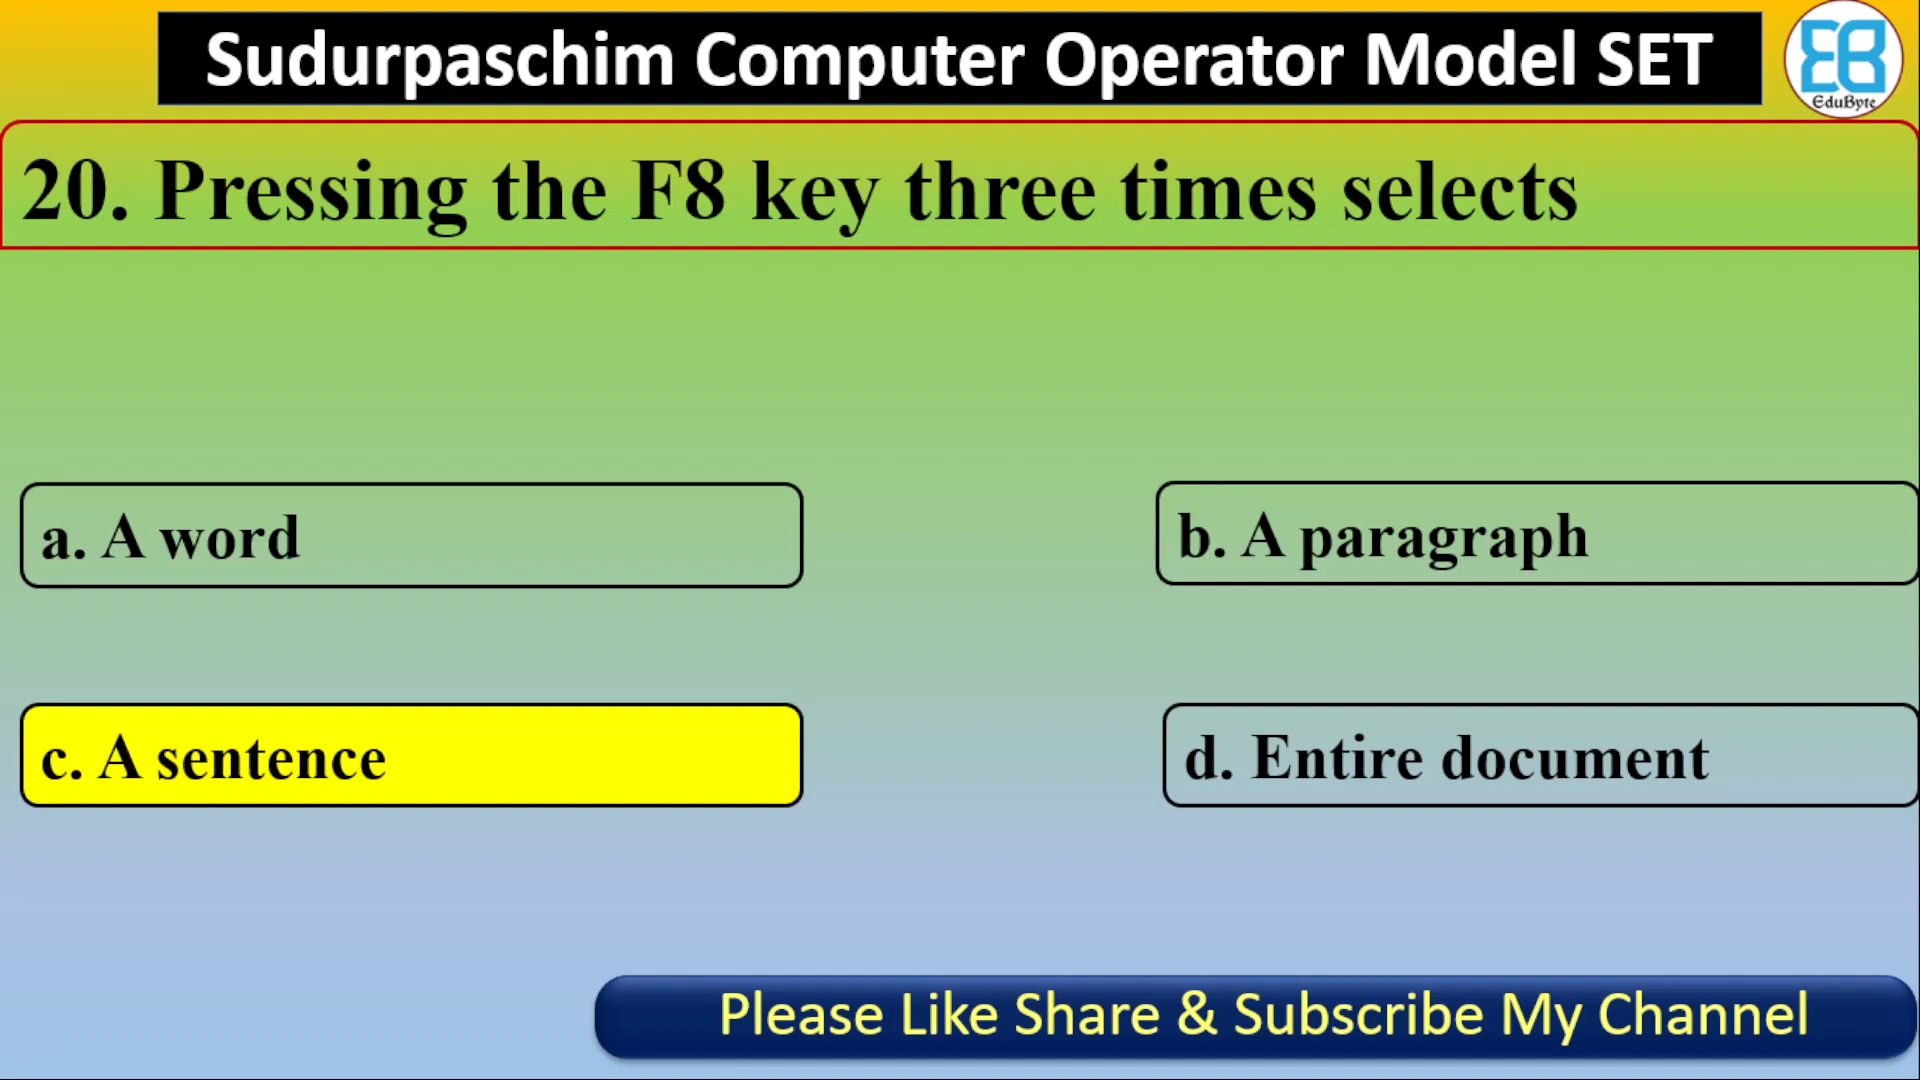 Sudurpaschim Computer Operator Model SET
EduByte
20. Pressing the F8 key three times selects
a. A word
b. A paragraph
c. A sentence
d. Entire document
Please Like Share & Subscribe My Channel